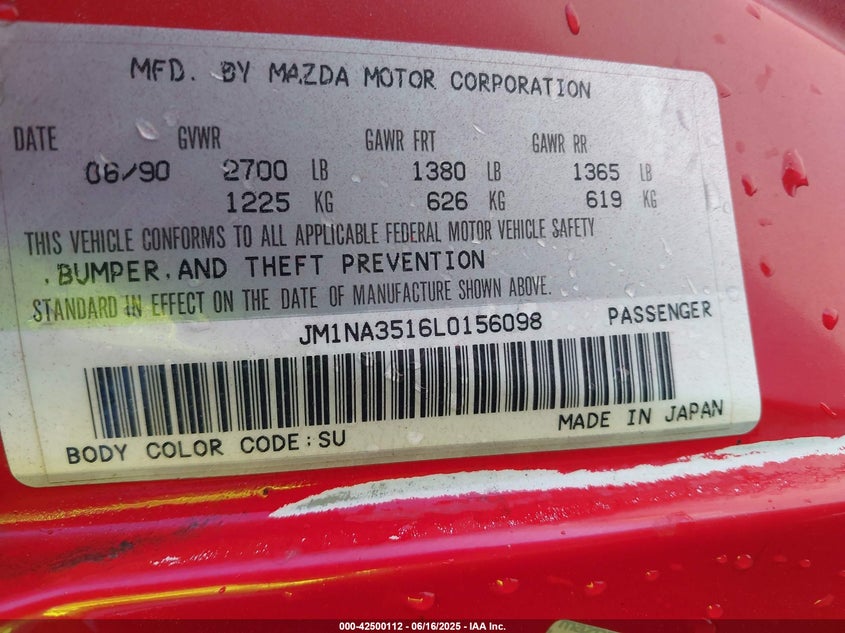 MFD. BY MAZDA MOTOR CORPORATION
DATE GVWR GAWR FRT GAWR RR
06/90 2700 LB 1380 LB 1365 LB
1225 KG 626 KG 619 KG
THIS VEHICLE CONFORMS TO ALL APPLICABLE FEDERAL MOTOR VEHICLE SAFETY
, BUMPER, AND THEFT PREVENTION
STANDARD IN EFFECT ON THE DATE OF MANUFACTURE SHOWN ABOVE.
JM1NA3516L0156098 PASSENGER
BODY COLOR CODE:SU MADE IN JAPAN
000-42500112 - 06/16/2025 - IAA Inc.